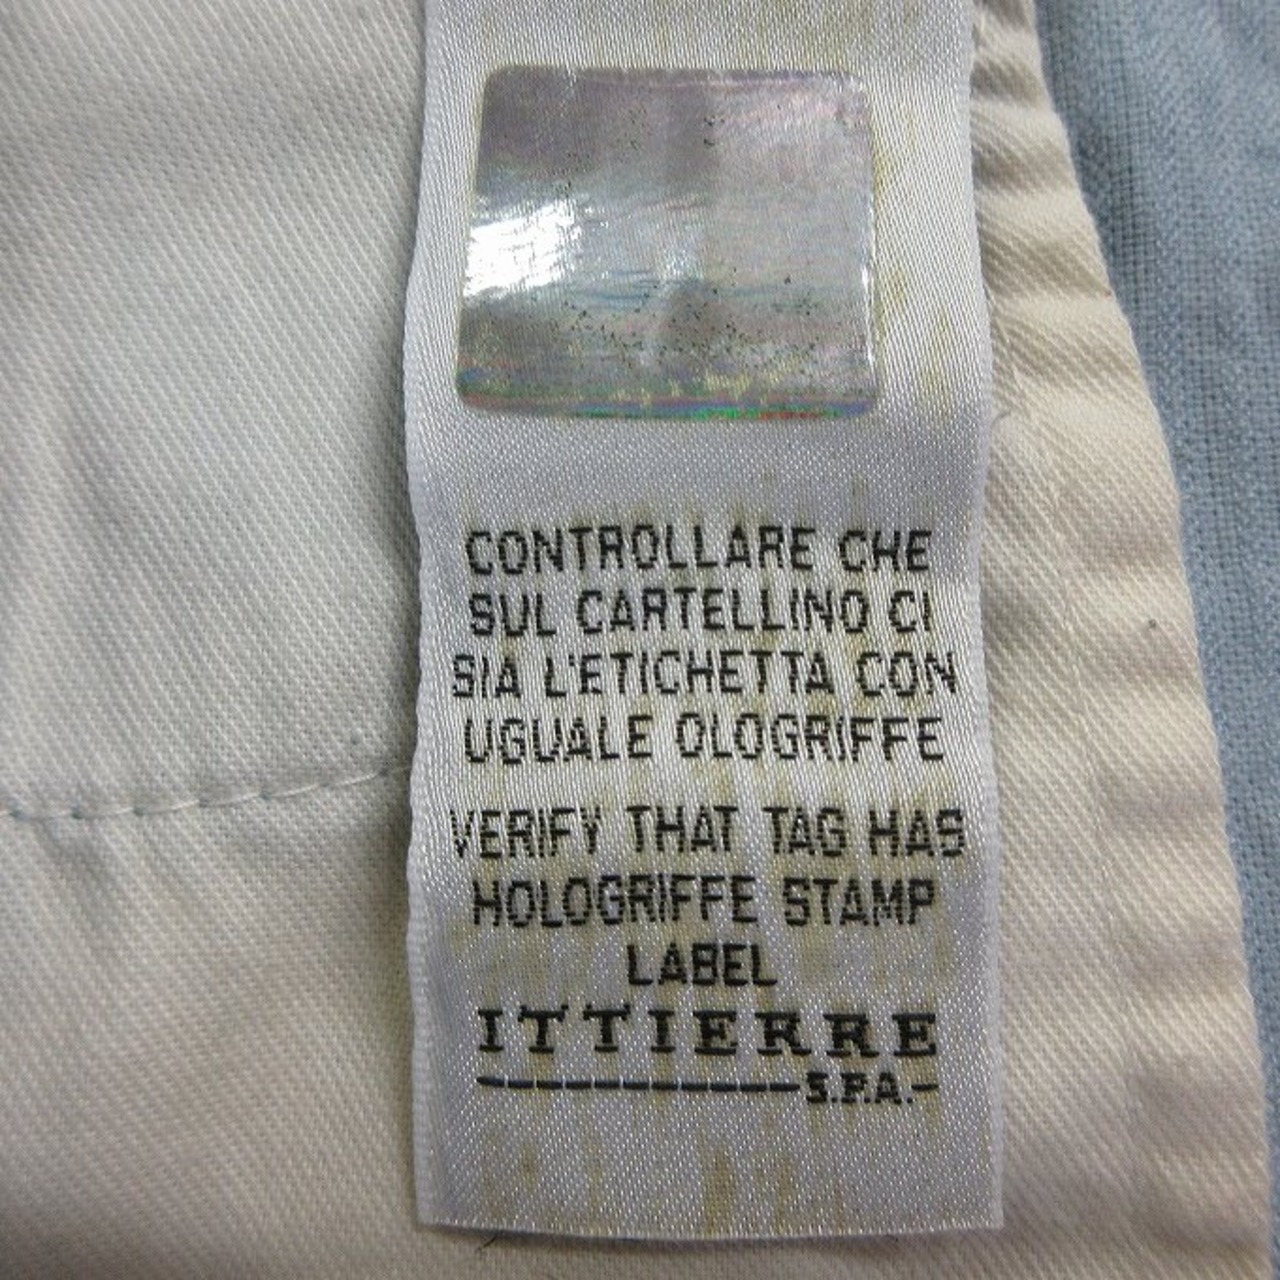 CONTROLLARE CHE
SUL CARTELLINO CI
SIA L'ETICHETTA CON
UGUALE OLOGRIFFE
VERIFY THAT TAG HAS
HOLOGRIFFE STAMP
LABEL
ITTIERRE
S.P.A.